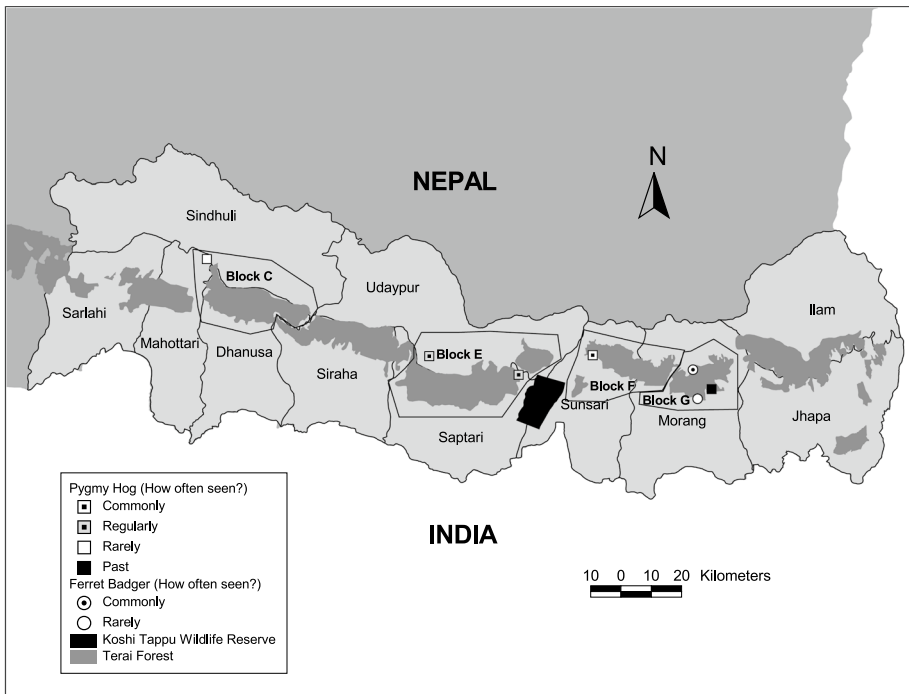 N
NEPAL
Sindhuli
Block C
Udaypur
Ilam
Sarlahi
Mahottari
Dhanusa
Siraha
Block E
Block F
Sunsari
Block G
Morang
Jhapa
Saptari
INDIA
Pygmy Hog (How often seen?)
Commonly
Regularly
Rarely
Past
Ferret Badger (How often seen?)
Commonly
Rarely
Koshi Tappu Wildlife Reserve
Terai Forest
10 0 10 20 Kilometers